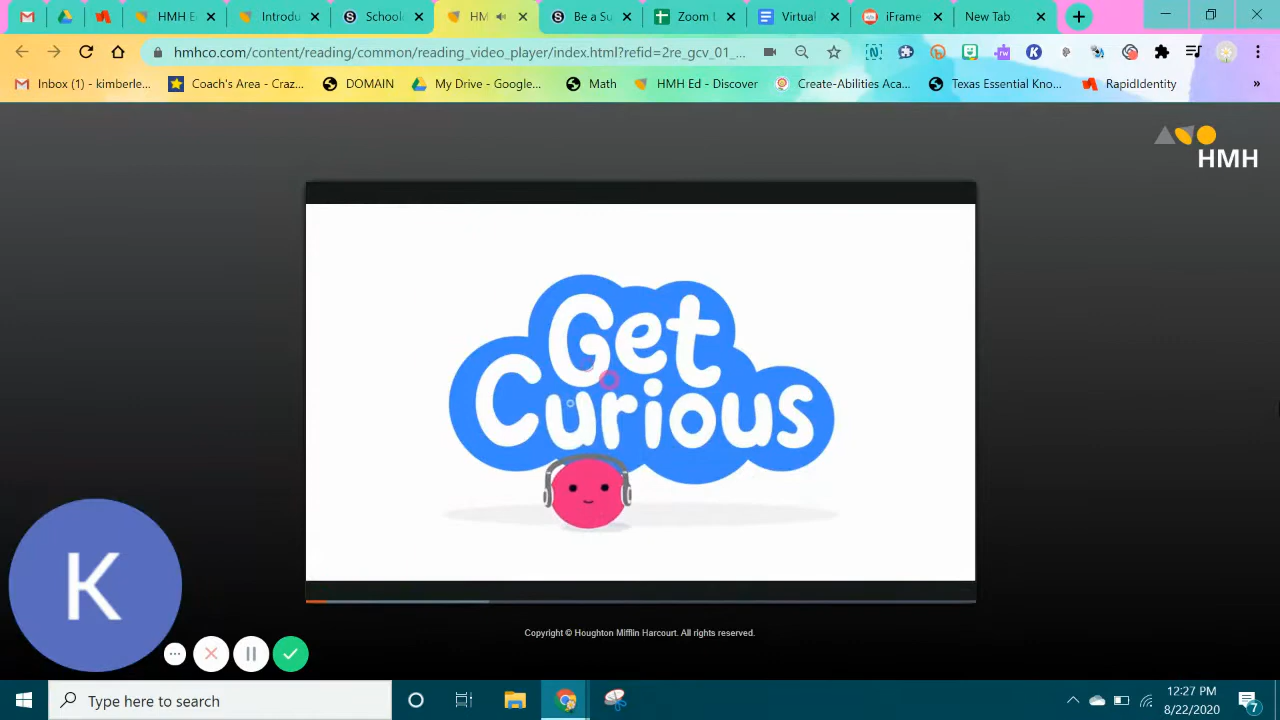 HMH E
Introdu
School
HM
Be a Su
Zoom L
Virtual
iFrame
New Tab
hmhco.com/content/reading/common/reading_video_player/index.html?refid=2re_gcv_01_...
Inbox (1) - kimberle...
Coach's Area - Craz...
DOMAIN
My Drive - Google...
Math
HMH Ed - Discover
Create-Abilities Aca...
Texas Essential Kno...
RapidIdentity
»
HMH
Get
Curious
K
Copyright © Houghton Mifflin Harcourt. All rights reserved.
Type here to search
12:27 PM
8/22/2020
7